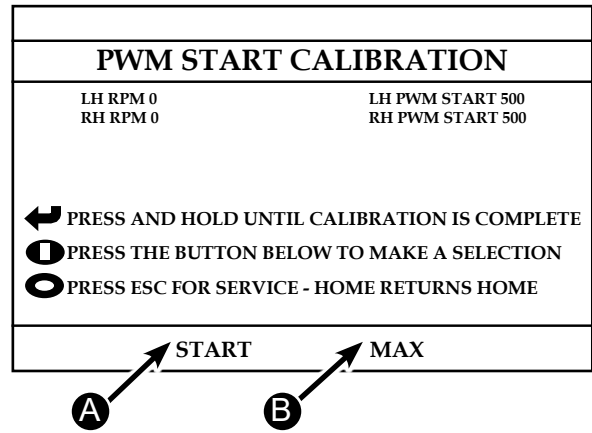 PWM START CALIBRATION
LH RPM 0 LH PWM START 500
RH RPM 0 RH PWM START 500
PRESS AND HOLD UNTIL CALIBRATION IS COMPLETE
PRESS THE BUTTON BELOW TO MAKE A SELECTION
PRESS ESC FOR SERVICE - HOME RETURNS HOME
START MAX
A B